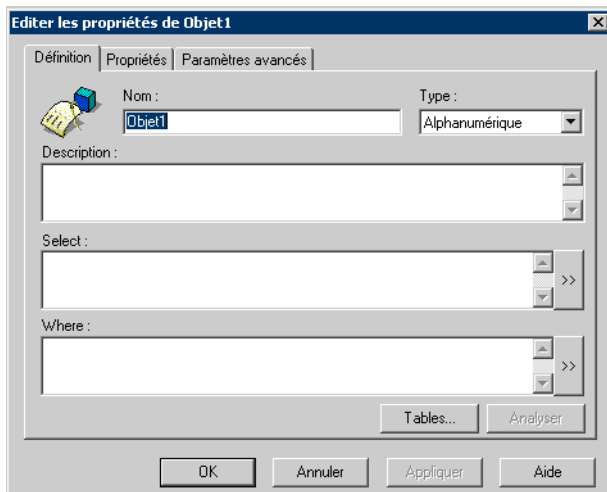 Editer les propriétés de Objet1
Définition Propriétés Paramètres avancés
Nom : Type :
Objet1 Alphanumérique
Description :
Select :
>>
Where :
>>
Tables... Analyser
OK Annuler Appliquer Aide